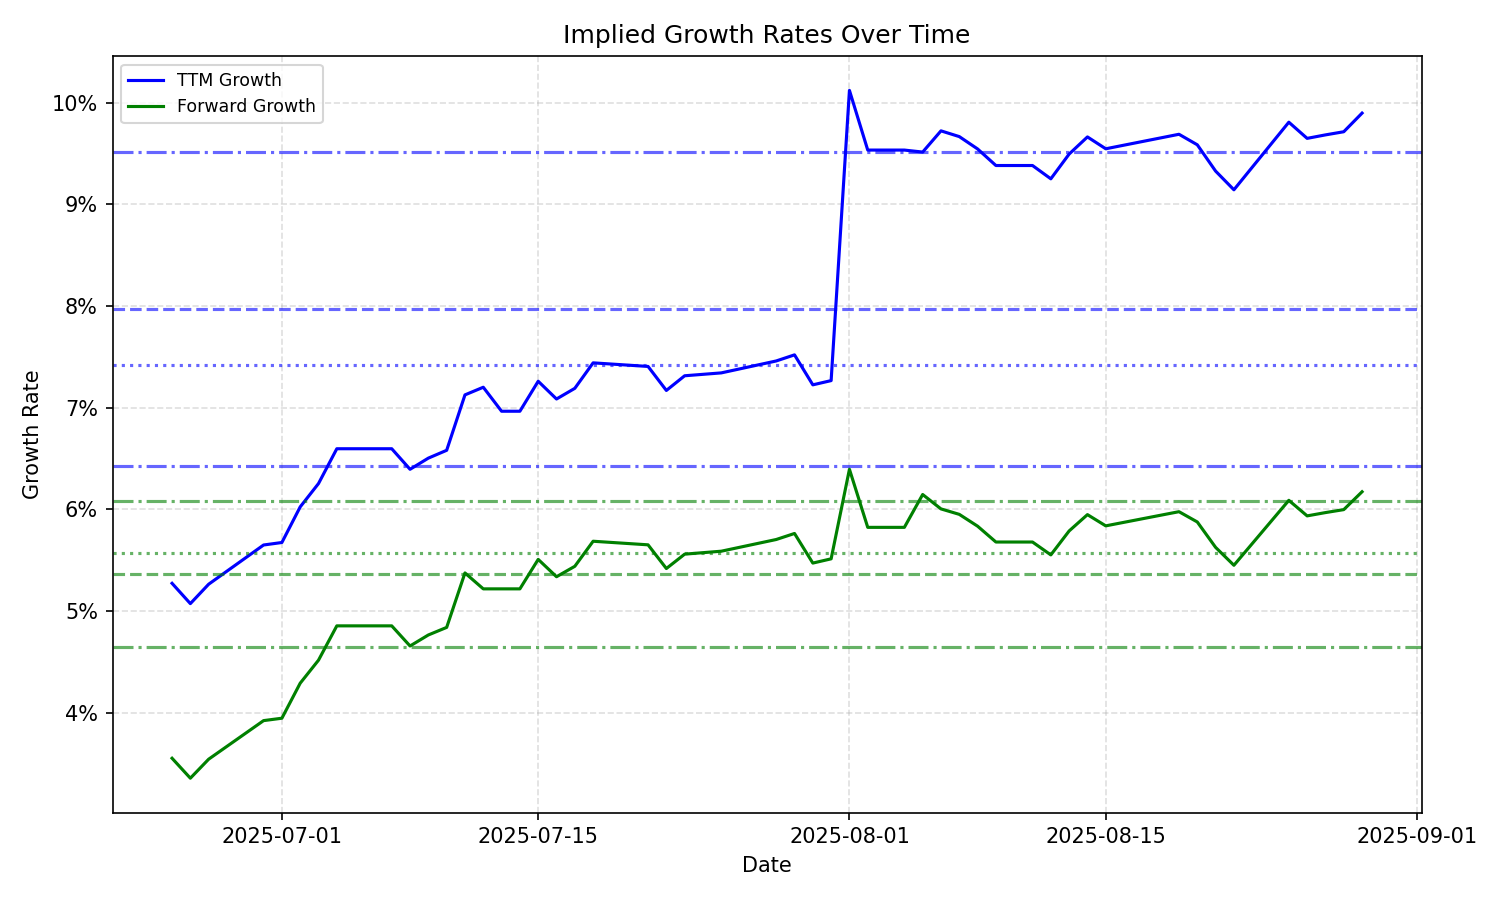 Implied Growth Rates Over Time
TTM Growth
Forward Growth
10%
9%
8%
7%
6%
5%
4%
Growth Rate
2025-07-01
2025-07-15
2025-08-01
2025-08-15
2025-09-01
Date